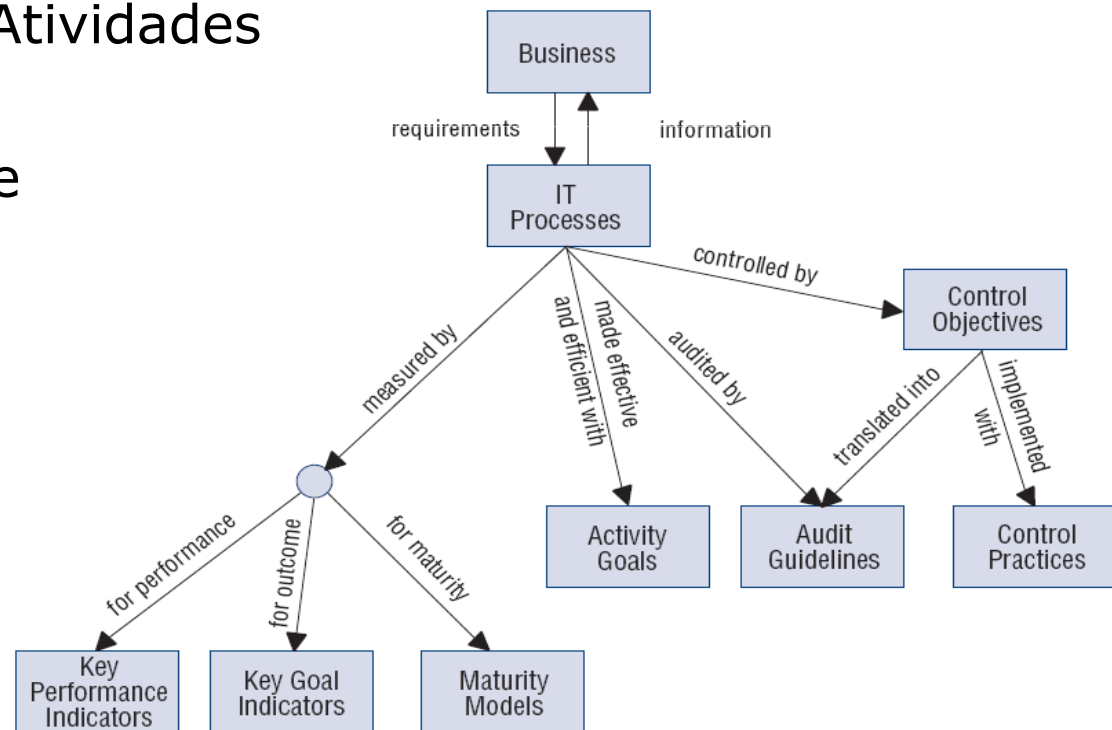 Atividades
e
Business
requirements
information
IT
Processes
controlled by
Control
Objectives
measured by
made effective
and efficient with
audited by
translated into
implemented
with
Activity
Goals
Audit
Guidelines
Control
Practices
for performance
for outcome
for maturity
Key
Performance
Indicators
Key Goal
Indicators
Maturity
Models